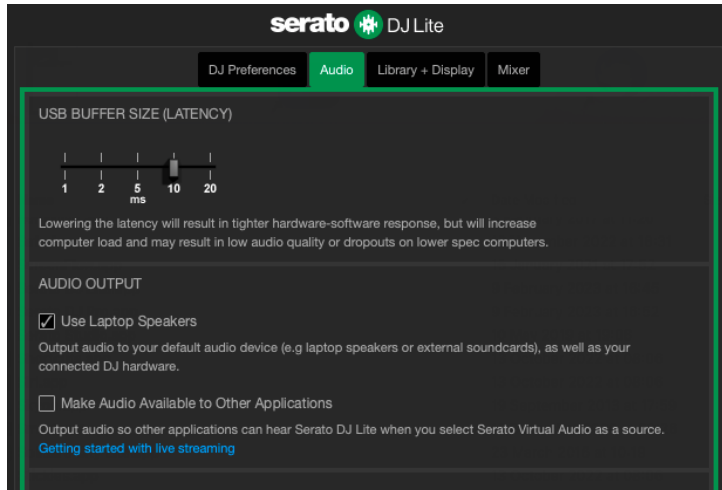 serato DJ Lite
DJ Preferences Audio Library + Display Mixer
USB BUFFER SIZE (LATENCY)
1 2 5 10 20
ms
Lowering the latency will result in tighter hardware-software response, but will increase
computer load and may result in low audio quality or dropouts on lower spec computers.
AUDIO OUTPUT
Use Laptop Speakers
Output audio to your default audio device (e.g laptop speakers or external soundcards), as well as your
connected DJ hardware.
Make Audio Available to Other Applications
Output audio so other applications can hear Serato DJ Lite when you select Serato Virtual Audio as a source.
Getting started with live streaming